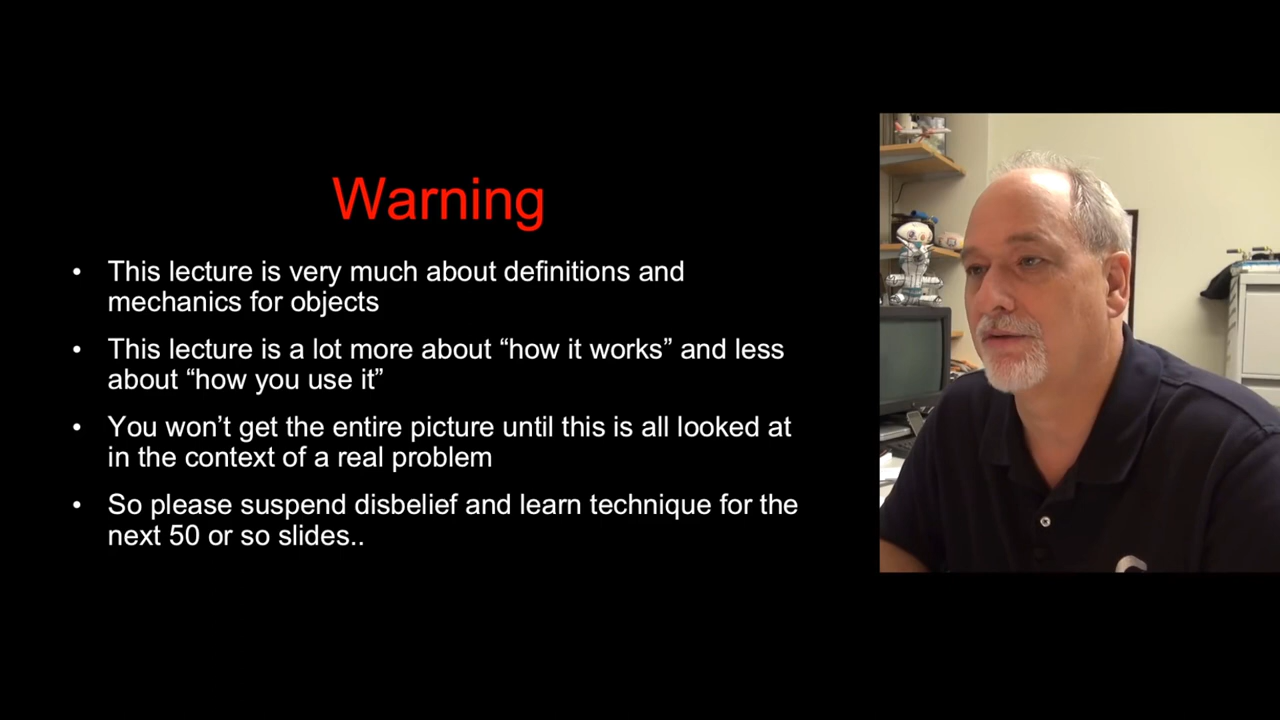 Warning
• This lecture is very much about definitions and
mechanics for objects
• This lecture is a lot more about “how it works” and less
about “how you use it”
• You won’t get the entire picture until this is all looked at
in the context of a real problem
• So please suspend disbelief and learn technique for the
next 50 or so slides..